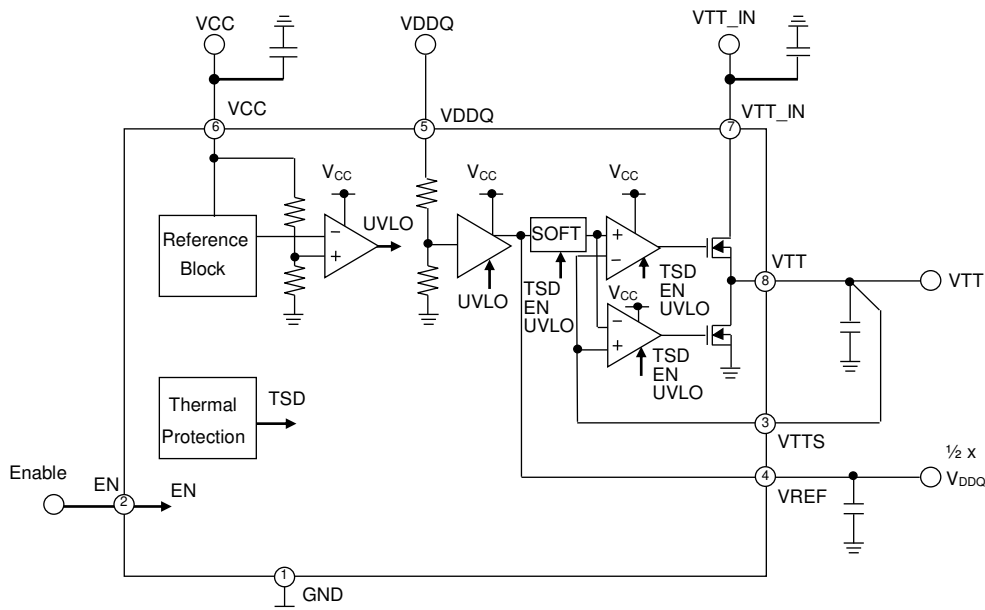 VCC
VDDQ
VTT_IN
VCC
VDDQ
VTT_IN
6
5
7
VCC
VCC
VCC
UVLO
Reference
Block
−
+
SOFT
+
−
UVLO
TSD
EN
UVLO
TSD
EN
UVLO
VTT
8
VTT
VCC
−
+
TSD
EN
UVLO
Thermal
Protection
TSD
3
VTTS
½ x
VDDQ
4
VREF
Enable
EN
2
EN
1
GND